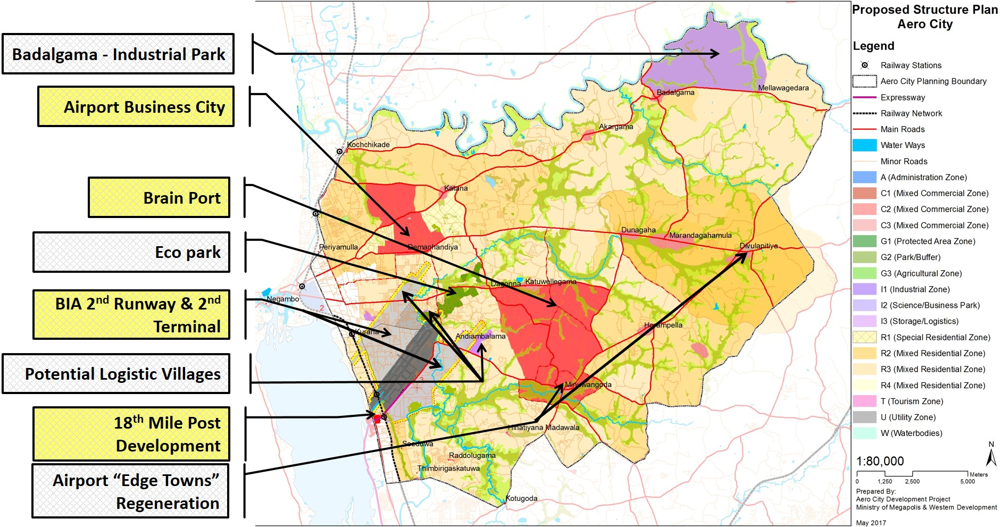 Badalgama - Industrial Park
Airport Business City
Brain Port
Eco park
BIA 2nd Runway & 2nd
Terminal
Potential Logistic Villages
18th Mile Post
Development
Airport “Edge Towns”
Regeneration
Mellawagedara
Badalgama
Akargama
Kochchikade
Katana
Dunagaha
Marandagahamula
Divulapitiya
Periyamulla
Demanhandiya
Dagonna
Katuwellegama
Negambo
2
Kurana
Andiambalama
Horampella
3
Minuwangoda
Hinatiyana Madawala
Seeduwa
Raddolugama
Thimbirigaskatuwa
Kotugoda
Proposed Structure Plan
Aero City
Legend
Railway Stations
Aero City Planning Boundary
Expressway
Railway Network
Main Roads
Water Ways
Minor Roads
A (Administration Zone)
C1 (Mixed Commercial Zone)
C2 (Mixed Commercial Zone)
C3 (Mixed Commercial Zone)
G1 (Protected Area Zone)
G2 (Park/Buffer)
G3 (Agricultural Zone)
I1 (Industrial Zone)
I2 (Science/Business Park)
I3 (Storage/Logistics)
R1 (Special Residential Zone)
R2 (Mixed Residential Zone)
R3 (Mixed Residential Zone)
R4 (Mixed Residential Zone)
T (Tourism Zone)
U (Utility Zone)
W (Waterbodies)
N
1:80,000
Meters
0 1,250 2,500 5,000
Prepared By:
Aero City Development Project
Ministry of Megapolis & Western Development
May 2017